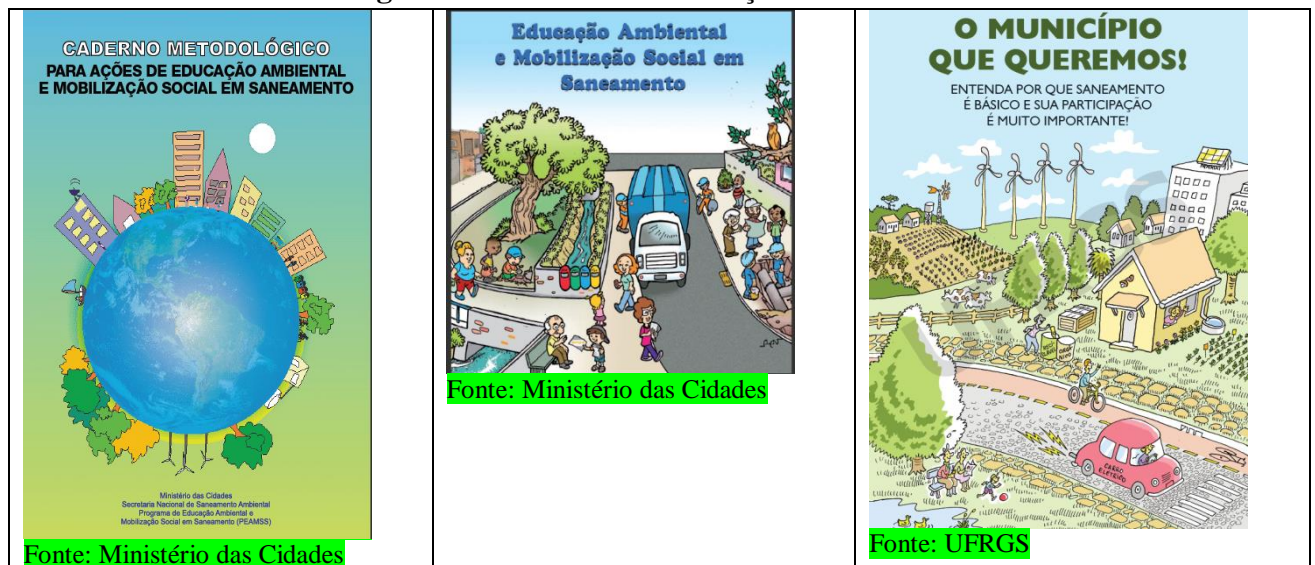 CADERNO METODOLÓGICO
PARA AÇÕES DE EDUCAÇÃO AMBIENTAL
E MOBILIZAÇÃO SOCIAL EM SANEAMENTO
Ministério das Cidades
Secretaria Nacional de Saneamento Ambiental
Programa de Educação Ambiental e
Mobilização Social em Saneamento (PEAMSS)
Fonte: Ministério das Cidades
Educação Ambiental
e Mobilização Social em
Saneamento
Fonte: Ministério das Cidades
O MUNICÍPIO
QUE QUEREMOS!
ENTENDA POR QUE SANEAMENTO
É BÁSICO E SUA PARTICIPAÇÃO
É MUITO IMPORTANTE!
CARRO
ELÉTRICO
Fonte: UFRGS